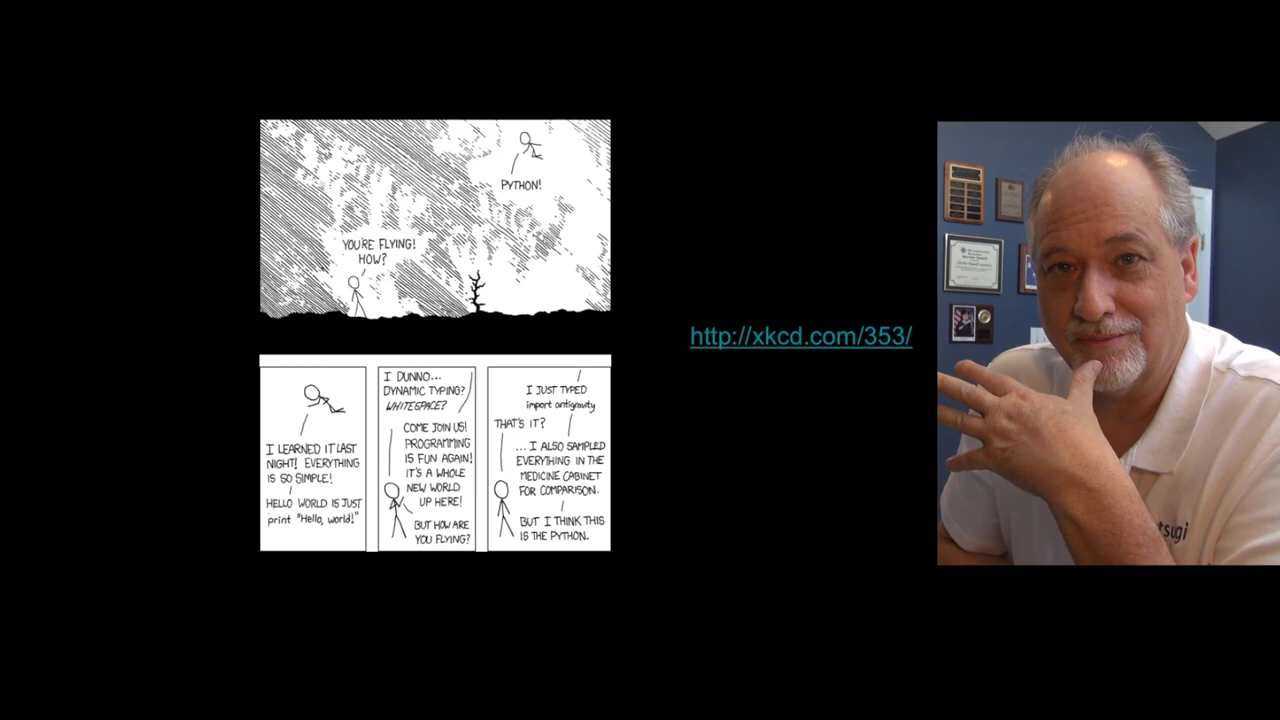 PYTHON!
YOU'RE FLYING!
HOW?
I LEARNED IT LAST
NIGHT! EVERYTHING
IS SO SIMPLE!
HELLO WORLD IS JUST
print "Hello, world!"
I DUNNO...
DYNAMIC TYPING?
WHITESPACE?
COME JOIN US!
PROGRAMMING
IS FUN AGAIN!
IT'S A WHOLE
NEW WORLD
UP HERE!
BUT HOW ARE
YOU FLYING?
I JUST TYPED
import antigravity
THAT'S IT?
... I ALSO SAMPLED
EVERYTHING IN THE
MEDICINE CABINET
FOR COMPARISON.
BUT I THINK THIS
IS THE PYTHON.
http://xkcd.com/353/